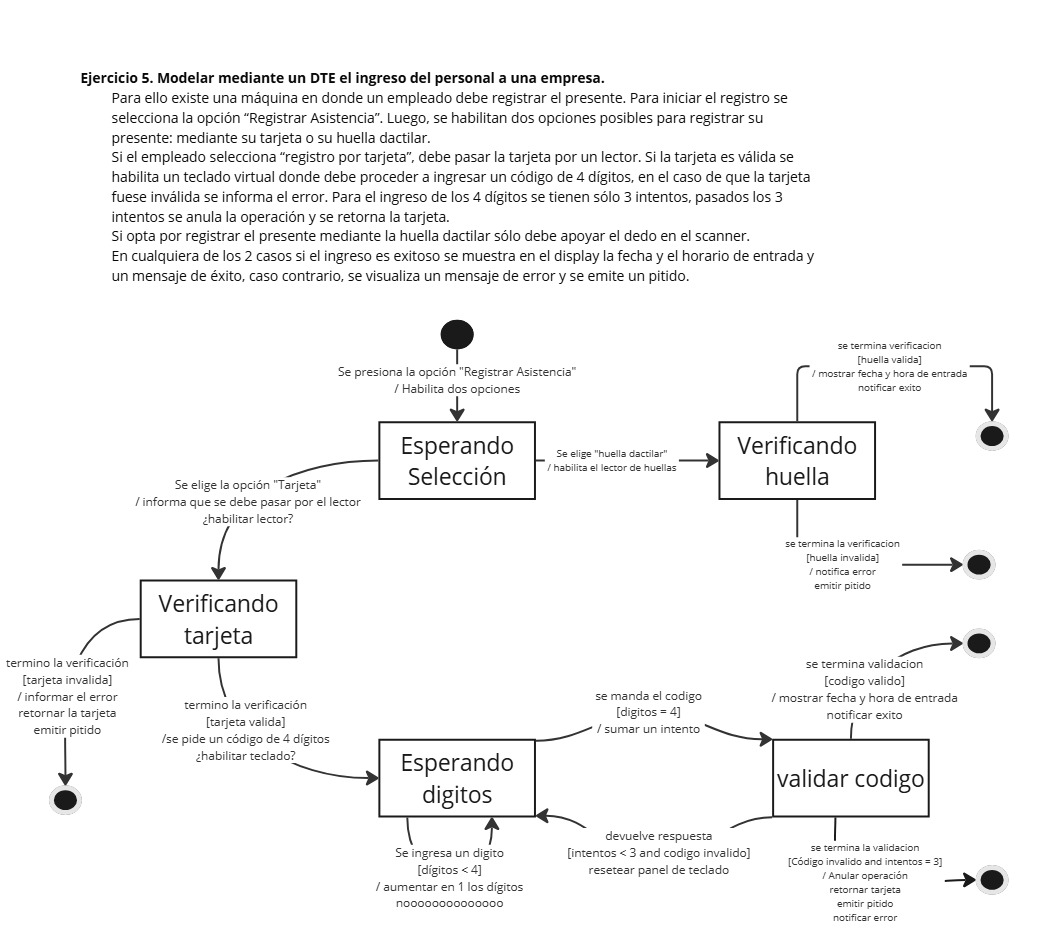 Ejercicio 5. Modelar mediante un DTE el ingreso del personal a una empresa.
Para ello existe una máquina en donde un empleado debe registrar el presente. Para iniciar el registro se
selecciona la opción “Registrar Asistencia”. Luego, se habilitan dos opciones posibles para registrar su
presente: mediante su tarjeta o su huella dactilar.
Si el empleado selecciona “registro por tarjeta”, debe pasar la tarjeta por un lector. Si la tarjeta es válida se
habilita un teclado virtual donde debe proceder a ingresar un código de 4 dígitos, en el caso de que la tarjeta
fuese inválida se informa el error. Para el ingreso de los 4 dígitos se tienen sólo 3 intentos, pasados los 3
intentos se anula la operación y se retorna la tarjeta.
Si opta por registrar el presente mediante la huella dactilar sólo debe apoyar el dedo en el scanner.
En cualquiera de los 2 casos si el ingreso es exitoso se muestra en el display la fecha y el horario de entrada y
un mensaje de éxito, caso contrario, se visualiza un mensaje de error y se emite un pitido.
Se presiona la opción "Registrar Asistencia"
/ Habilita dos opciones
se termina verificacion
[huella valida]
/ mostrar fecha y hora de entrada
notificar exito
Esperando
Selección
Se elige "huella dactilar"
/ habilita el lector de huellas
Verificando
huella
Se elige la opción "Tarjeta"
/ informa que se debe pasar por el lector
¿habilitar lector?
se termina la verificacion
[huella invalida]
/ notifica error
emitir pitido
Verificando
tarjeta
termino la verificación
[tarjeta invalida]
/ informar el error
retornar la tarjeta
emitir pitido
termino la verificación
[tarjeta valida]
/se pide un código de 4 dígitos
¿habilitar teclado?
se manda el codigo
[digitos = 4]
/ sumar un intento
se termina validacion
[codigo valido]
/ mostrar fecha y hora de entrada
notificar exito
Esperando
digitos
validar codigo
Se ingresa un digito
[dígitos < 4]
/ aumentar en 1 los dígitos
noooooooooooooo
devuelve respuesta
[intentos < 3 and codigo invalido]
resetear panel de teclado
se termina la validacion
[Código invalido and intentos = 3]
/ Anular operación
retornar tarjeta
emitir pitido
notificar error